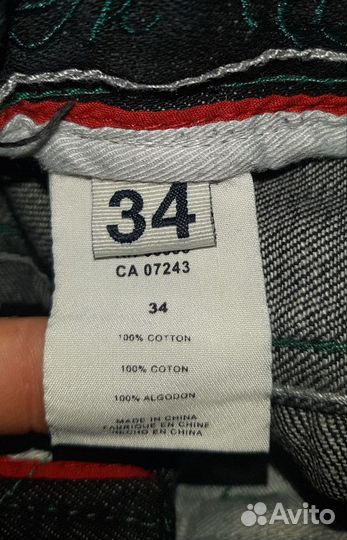 34
CA 07243
34
100% COTTON
100% COTON
100% ALGODON
MADE IN CHINA
FABRIQUE EN CHINE
HECHO EN CHINA
Avito